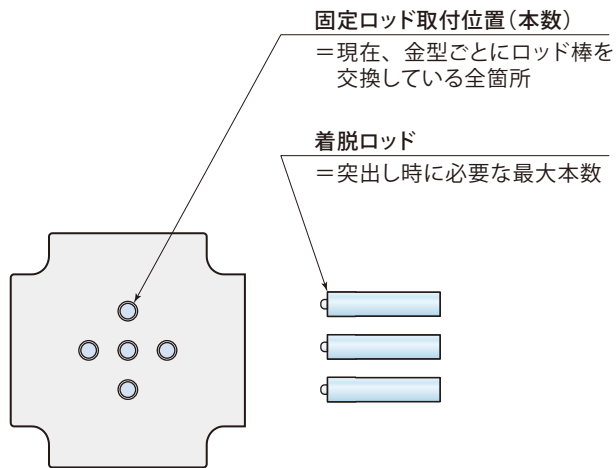 固定ロッド取付位置(本数)
＝現在、金型ごとにロッド棒を
交換している全箇所
着脱ロッド
＝突出し時に必要な最大本数